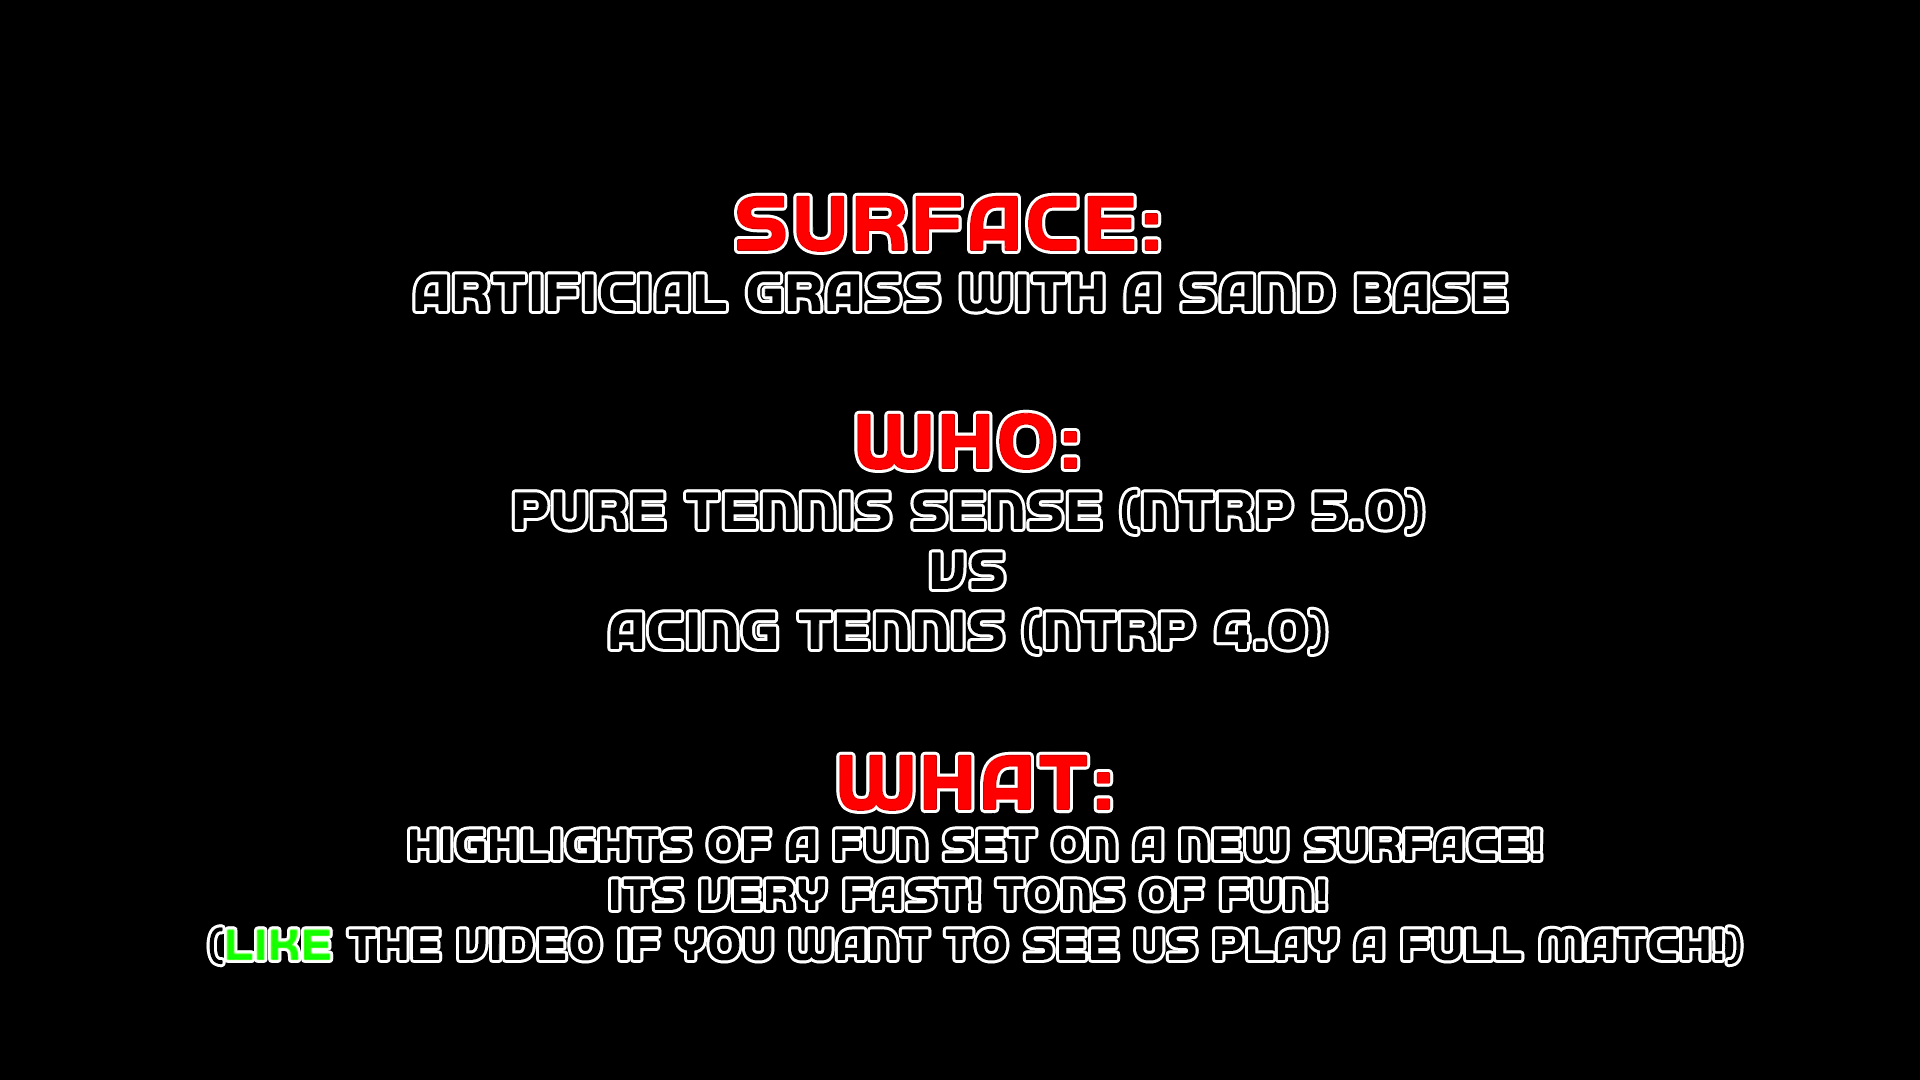 SURFACE:
ARTIFICIAL GRASS WITH A SAND BASE
WHO:
PURE TENNIS SENSE (NTRP 5.0)
VS
ACING TENNIS (NTRP 4.0)
WHAT:
HIGHLIGHTS OF A FUN SET ON A NEW SURFACE!
ITS VERY FAST! TONS OF FUN!
(LIKE THE VIDEO IF YOU WANT TO SEE US PLAY A FULL MATCH!)